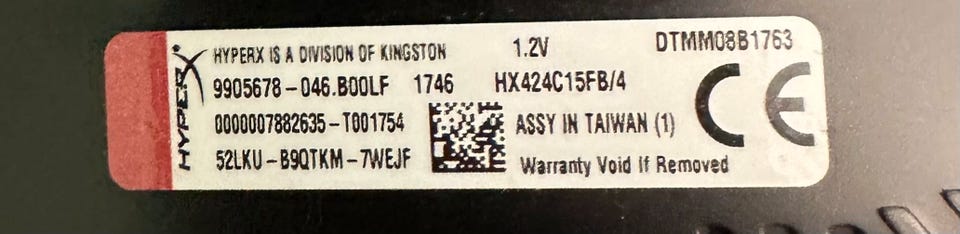 HYPERX
HYPERX IS A DIVISION OF KINGSTON 1.2V DTMM08B1763
9905678-046.B00LF 1746 HX424C15FB/4
0000007882635-T001754 ASSY IN TAIWAN (1)
52LKU-B9QTKM-7WEJF Warranty Void If Removed
CE